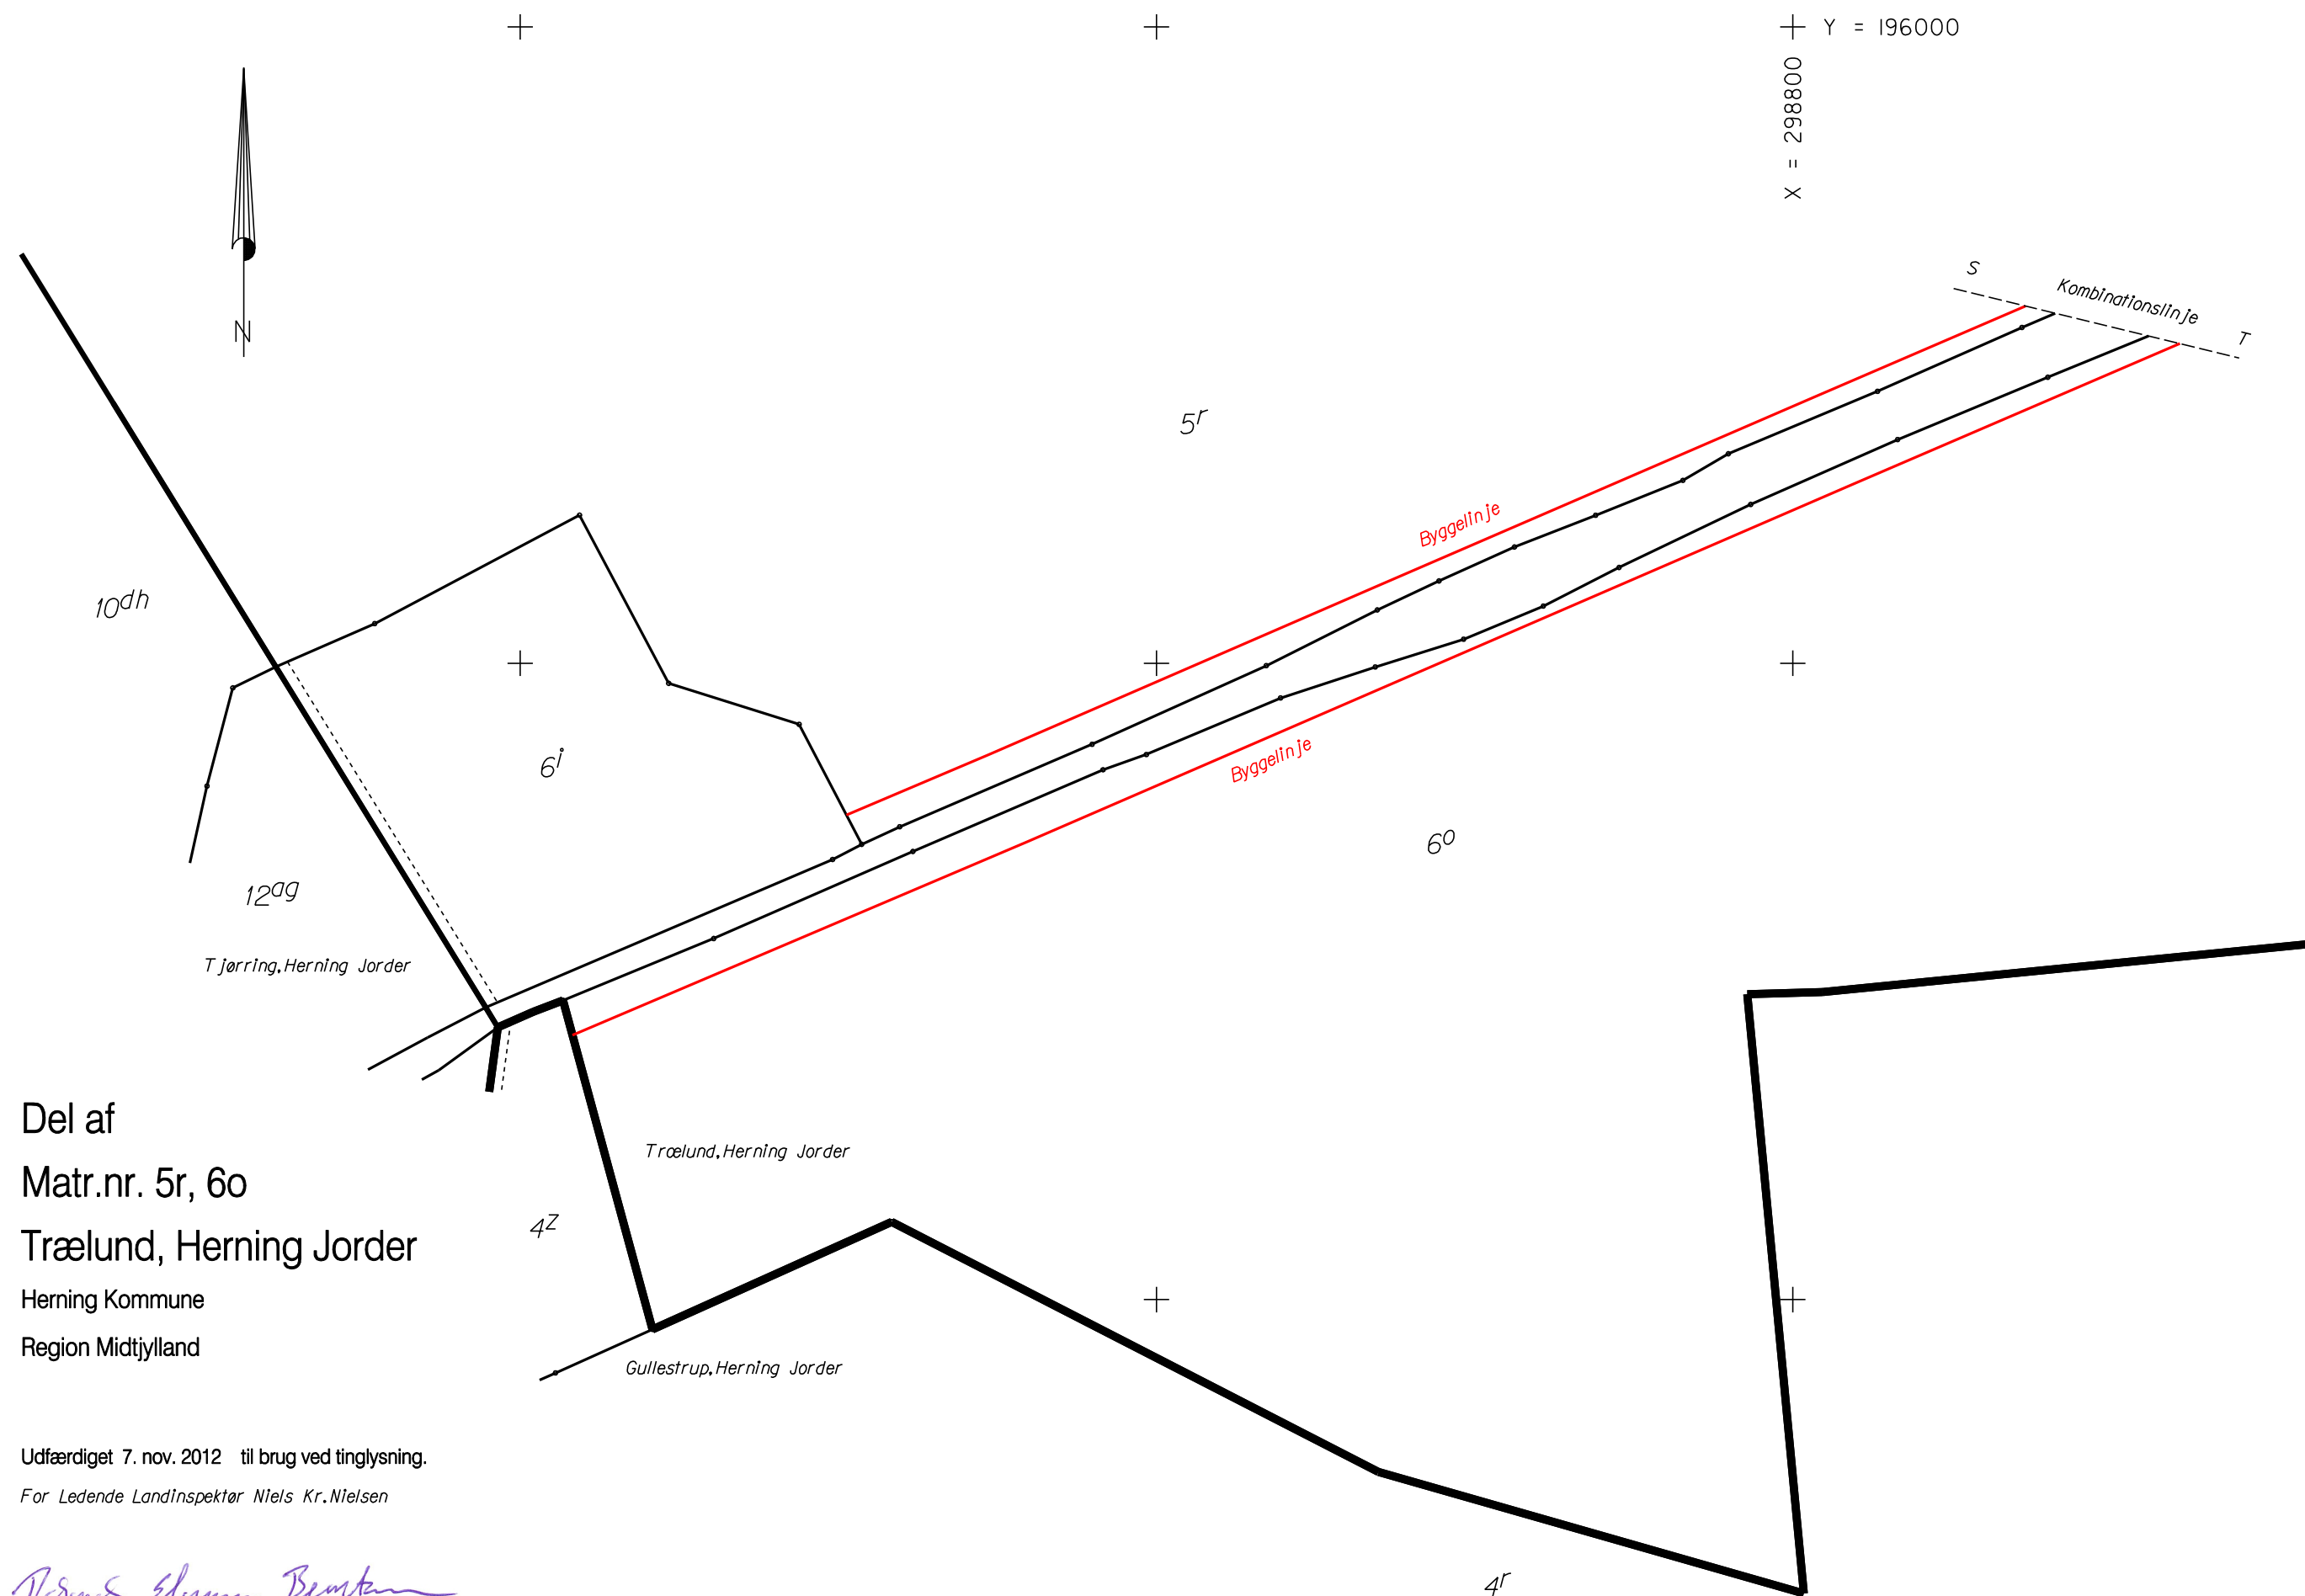 Y = 196000
X = 298800
N
S
Kombinationslinje
T
5r
Byggelinje
10dh
6i
Byggelinje
6o
12ag
Tjørring, Herning Jorder
Del af
Matr.nr. 5r, 6o
Trælund, Herning Jorder
Herning Kommune
Region Midtjylland
Trælund, Herning Jorder
4z
Gullestrup, Herning Jorder
Udfærdiget 7. nov. 2012 til brug ved tinglysning.
For Ledende Landinspektør Niels Kr. Nielsen
4r